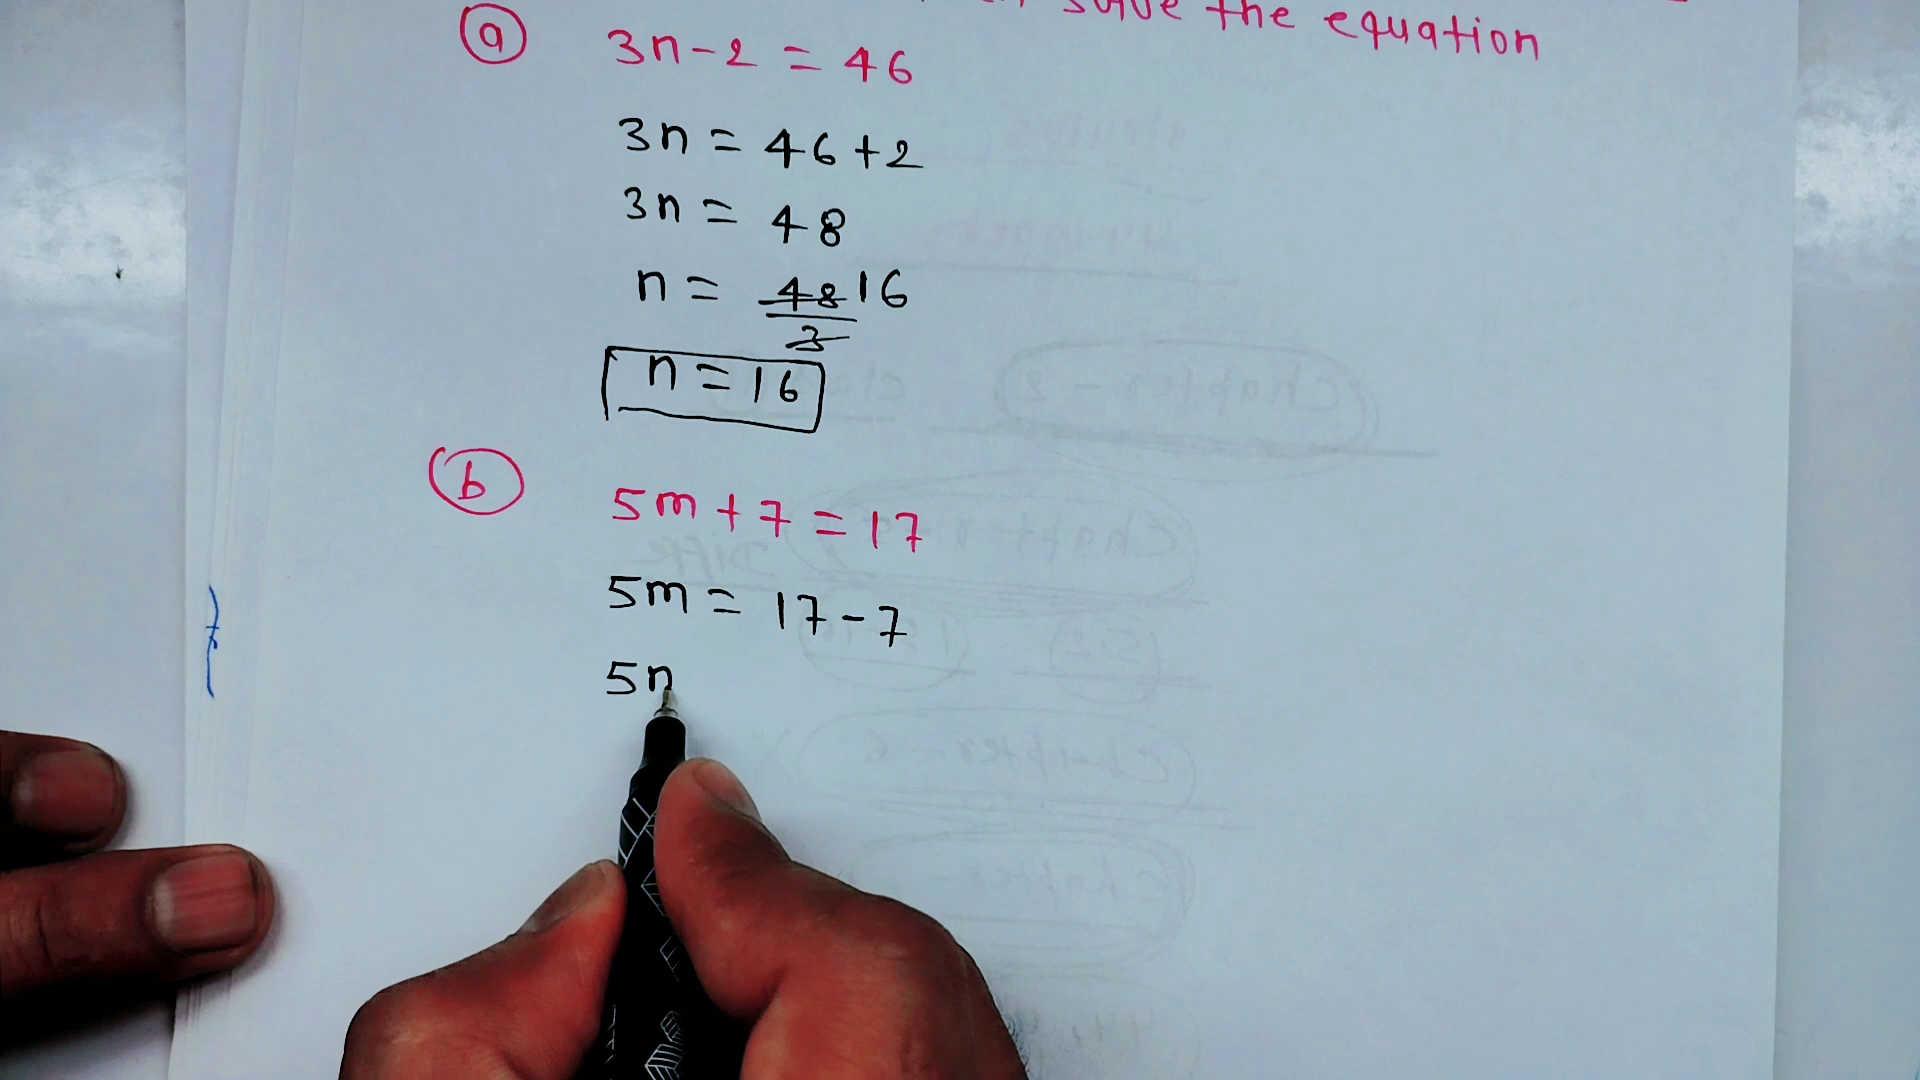 solve the equation
(a) 3n - 2 = 46
3n = 46 + 2
3n = 48
n = 48/3 16
n = 16
(b) 5m + 7 = 17
5m = 17 - 7
5n